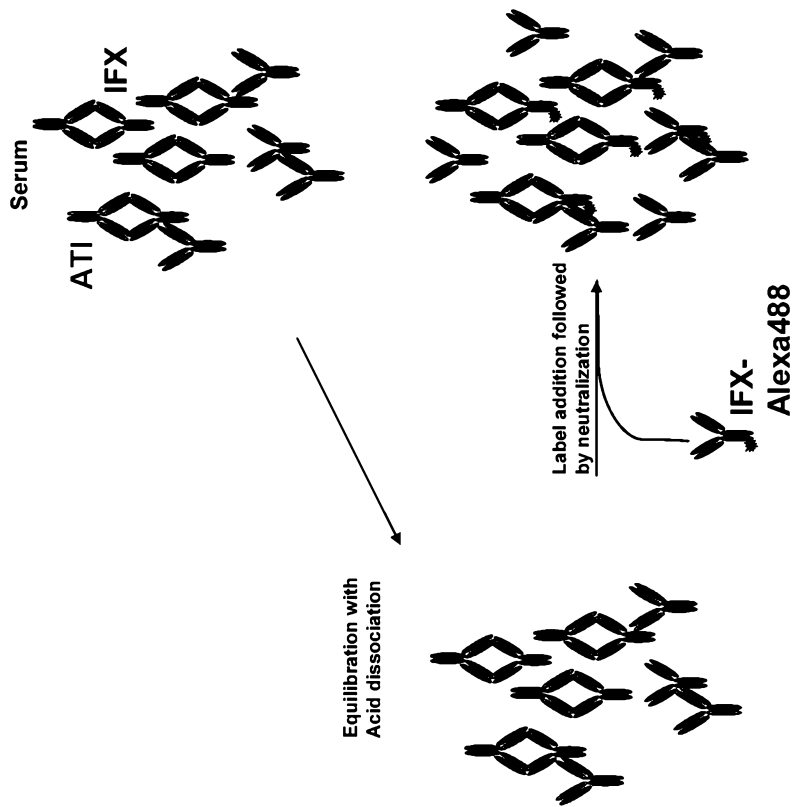 Serum
IFX
ATI
Equilibration with
Acid dissociation
Label addition followed
by neutralization
IFX-
Alexa488